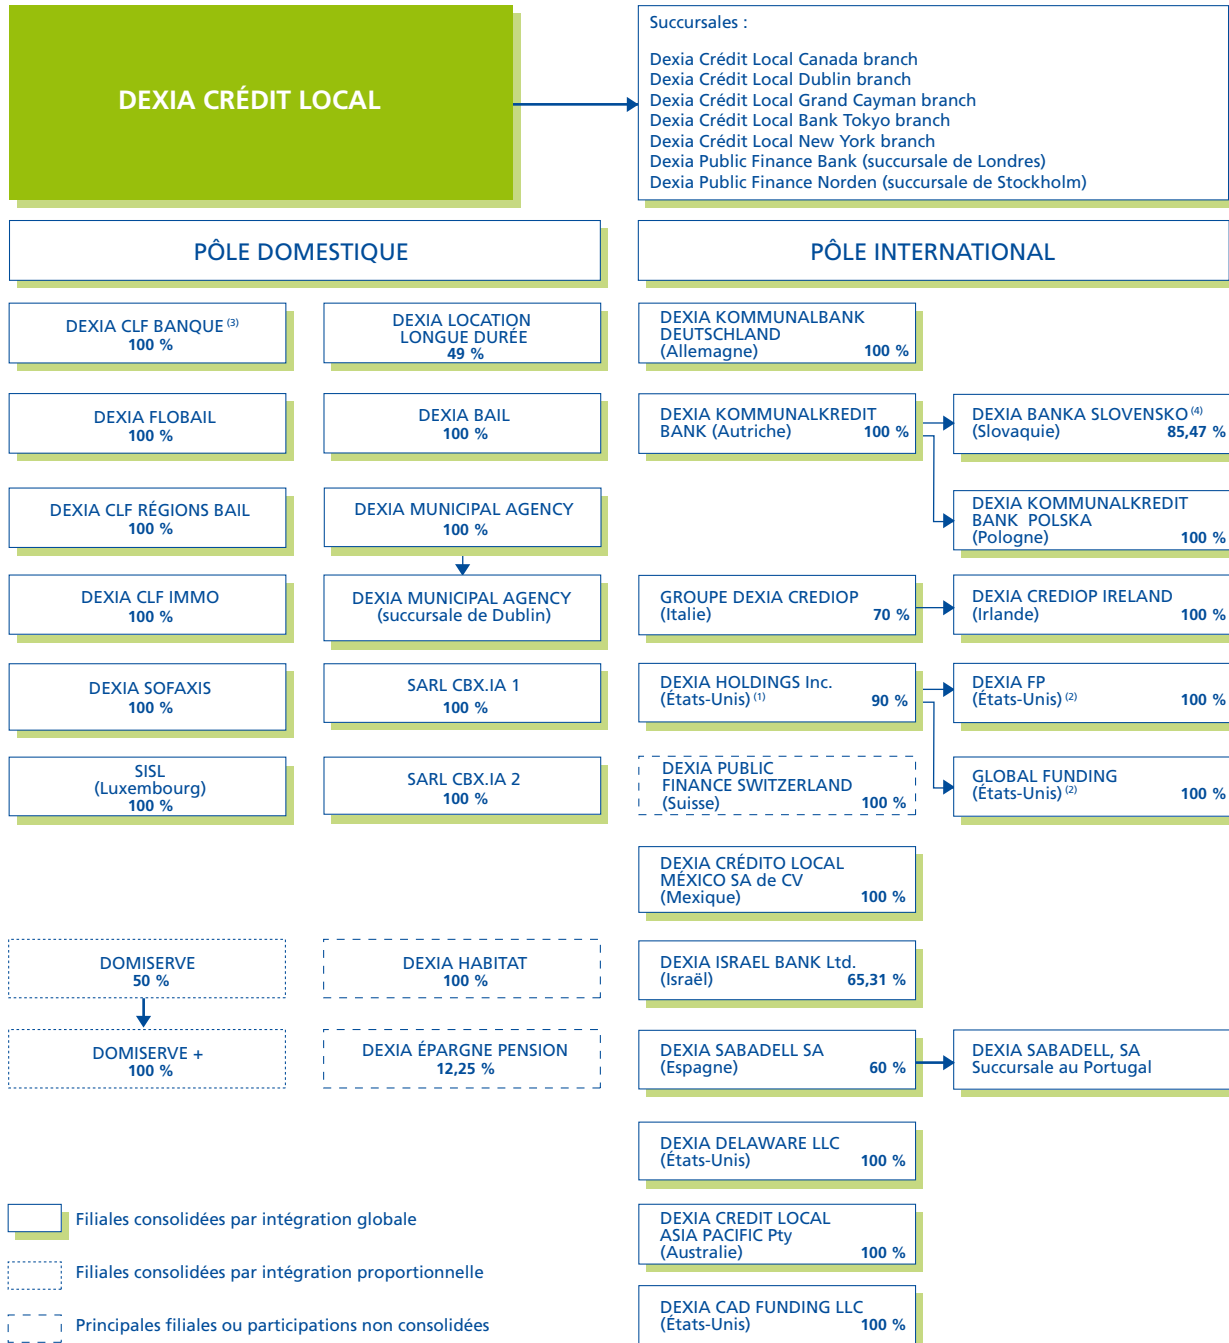 DEXIA CRÉDIT LOCAL
Succursales :
Dexia Crédit Local Canada branch
Dexia Crédit Local Dublin branch
Dexia Crédit Local Grand Cayman branch
Dexia Crédit Local Bank Tokyo branch
Dexia Crédit Local New York branch
Dexia Public Finance Bank (succursale de Londres)
Dexia Public Finance Norden (succursale de Stockholm)
PÔLE DOMESTIQUE
DEXIA CLF BANQUE (3)
100 %
DEXIA LOCATION
LONGUE DURÉE
49 %
DEXIA FLOBAIL
100 %
DEXIA BAIL
100 %
DEXIA CLF RÉGIONS BAIL
100 %
DEXIA MUNICIPAL AGENCY
100 %
DEXIA CLF IMMO
100 %
DEXIA MUNICIPAL AGENCY
(succursale de Dublin)
DEXIA SOFAXIS
100 %
SARL CBX.IA 1
100 %
SISL
(Luxembourg)
100 %
SARL CBX.IA 2
100 %
DOMISERVE
50 %
DEXIA HABITAT
100 %
DOMISERVE +
100 %
DEXIA ÉPARGNE PENSION
12,25 %
PÔLE INTERNATIONAL
DEXIA KOMMUNALBANK
DEUTSCHLAND
(Allemagne) 100 %
DEXIA KOMMUNALKREDIT
BANK (Autriche) 100 %
DEXIA BANKA SLOVENSKO (4)
(Slovaquie) 85,47 %
DEXIA KOMMUNALKREDIT
BANK POLSKA
(Pologne) 100 %
GROUPE DEXIA CREDIOP
(Italie) 70 %
DEXIA CREDIOP IRELAND
(Irlande) 100 %
DEXIA HOLDINGS Inc.
(États-Unis) (1) 90 %
DEXIA FP
(États-Unis) (2) 100 %
DEXIA PUBLIC
FINANCE SWITZERLAND
(Suisse) 100 %
GLOBAL FUNDING
(États-Unis) (2) 100 %
DEXIA CRÉDITO LOCAL
MÉXICO SA de CV
(Mexique) 100 %
DEXIA ISRAEL BANK Ltd.
(Israël) 65,31 %
DEXIA SABADELL SA
(Espagne) 60 %
DEXIA SABADELL, SA
Succursale au Portugal
DEXIA DELAWARE LLC
(États-Unis) 100 %
DEXIA CREDIT LOCAL
ASIA PACIFIC Pty
(Australie) 100 %
DEXIA CAD FUNDING LLC
(États-Unis) 100 %
Filiales consolidées par intégration globale
Filiales consolidées par intégration proportionnelle
Principales filiales ou participations non consolidées